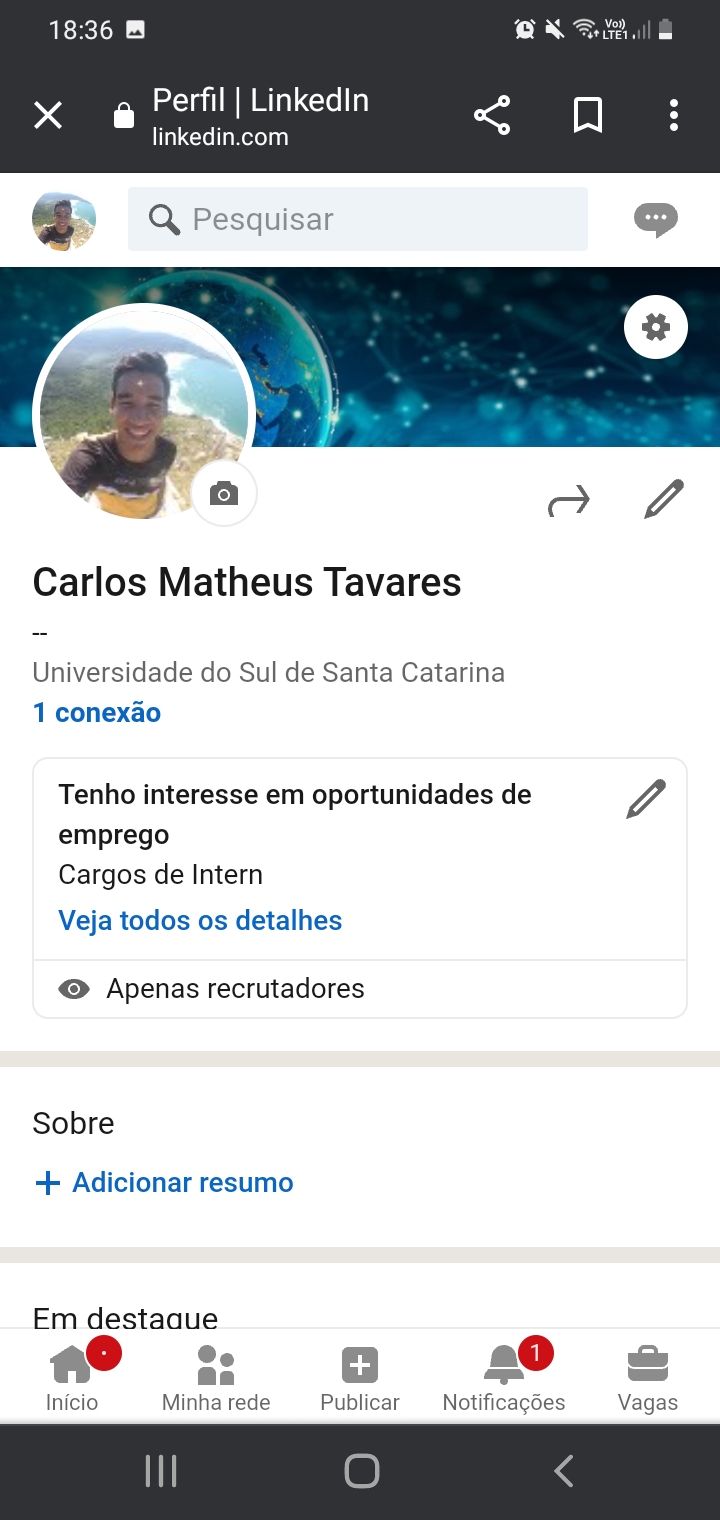 18:36
Vo))
LTE1
Perfil | LinkedIn
linkedin.com
Pesquisar
Carlos Matheus Tavares
--
Universidade do Sul de Santa Catarina
1 conexão
Tenho interesse em oportunidades de
emprego
Cargos de Intern
Veja todos os detalhes
Apenas recrutadores
Sobre
+ Adicionar resumo
Em destaque
1
Início
Minha rede
Publicar
Notificações
Vagas